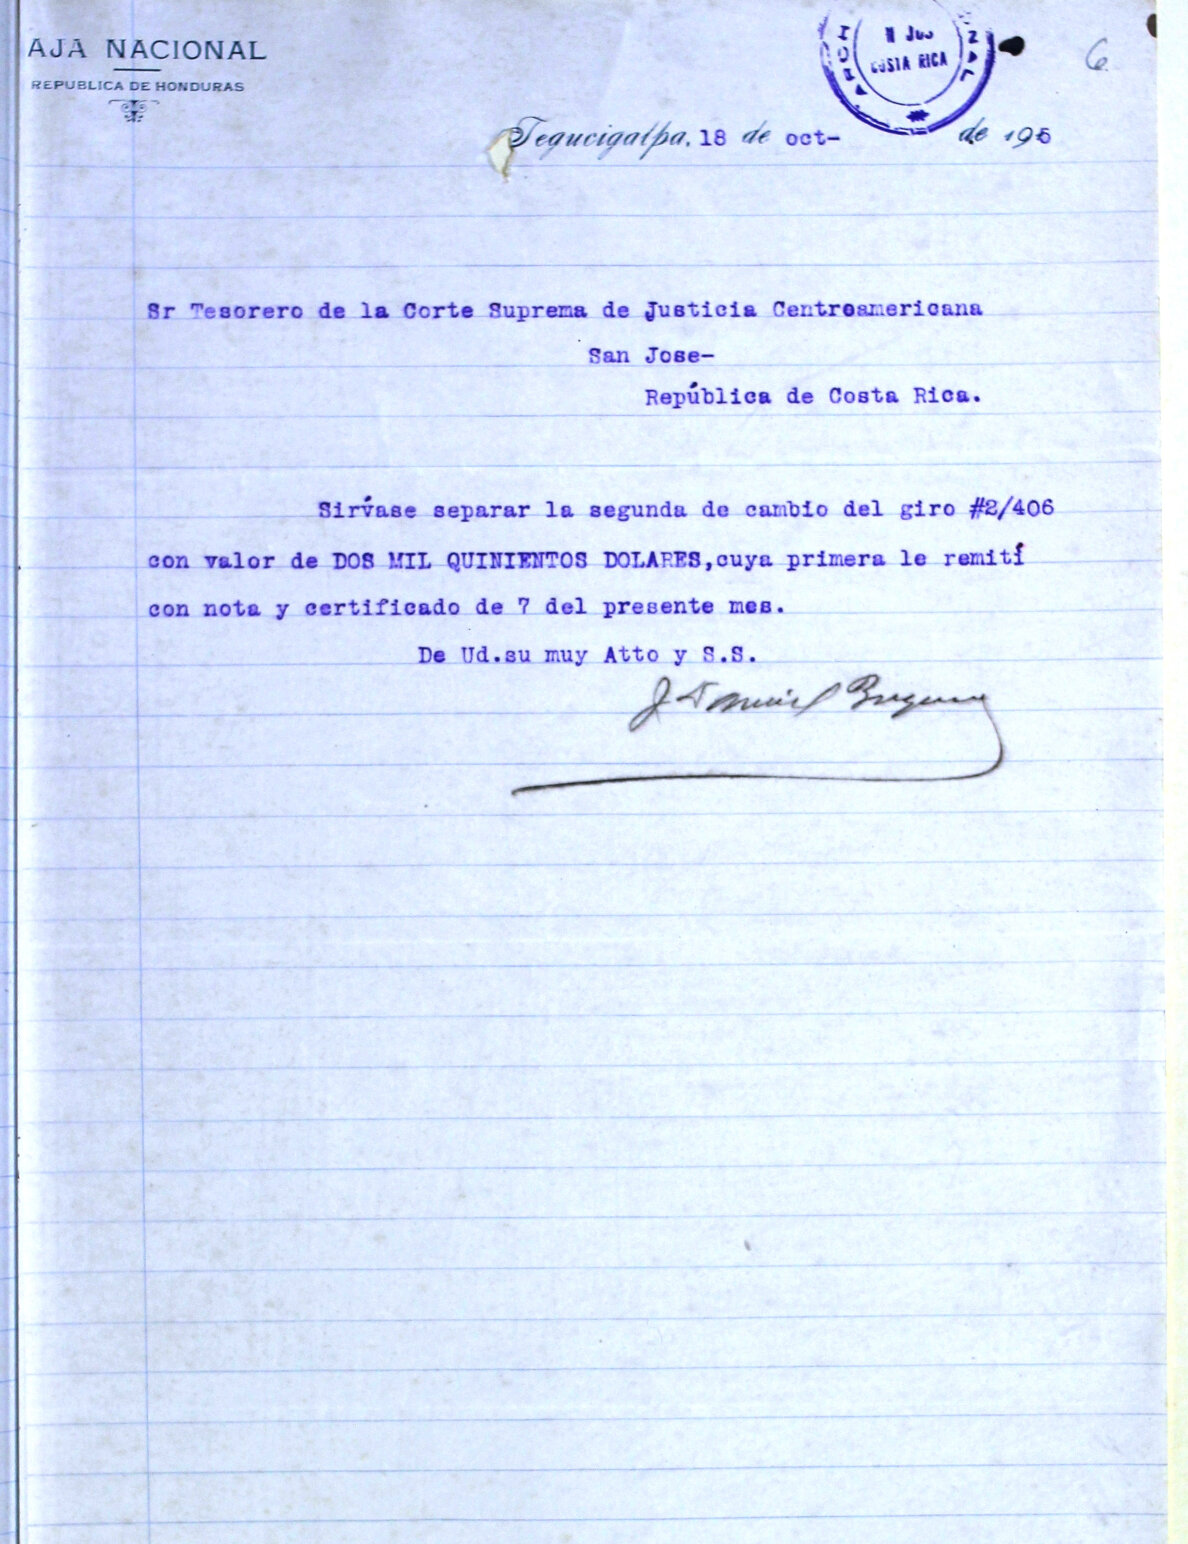 AJA NACIONAL
REPUBLICA DE HONDURAS
COSTA RICA
6
Tegucigalpa, 18 de oct- de 195
Sr Tesorero de la Corte Suprema de Justicia Centroamericana
San Jose-
República de Costa Rica.
Sirvase separar la segunda de cambio del giro #2/406
con valor de DOS MIL QUINIENTOS DOLARES,cuya primera le remití
con nota y certificado de 7 del presente mes.
De Ud.su muy Atto y S.S.
J Daniel